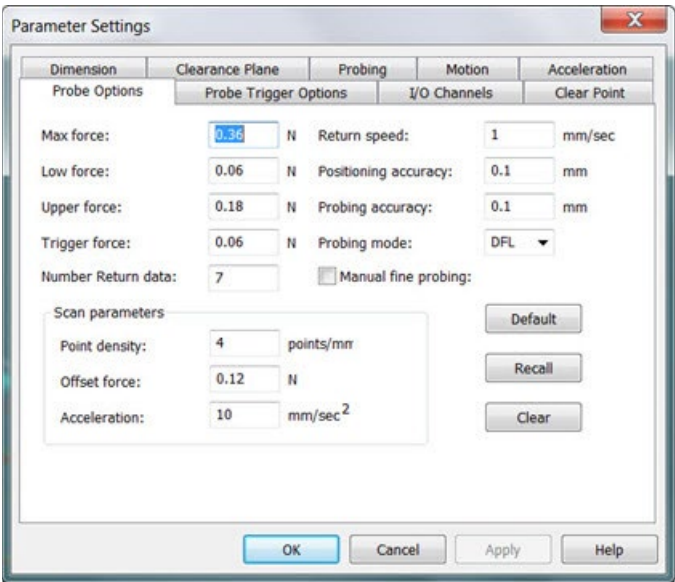 Parameter Settings
Dimension Clearance Plane Probing Motion Acceleration
Probe Options Probe Trigger Options I/O Channels Clear Point
Max force: 0.36 N Return speed: 1 mm/sec
Low force: 0.06 N Positioning accuracy: 0.1 mm
Upper force: 0.18 N Probing accuracy: 0.1 mm
Trigger force: 0.06 N Probing mode: DFL
Number Return data: 7 Manual fine probing:
Scan parameters
Point density: 4 points/mm
Offset force: 0.12 N
Acceleration: 10 mm/sec2
Default
Recall
Clear
OK Cancel Apply Help